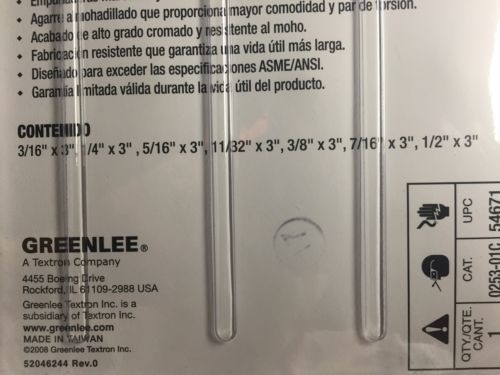 mayor comodidad y par de torsión.
Acabado de alto grado cromado y resistente al moho.
Fabricación resistente que garantiza una vida útil más larga.
Diseñado para exceder las especificaciones ASME/ANSI.
Garantía limitada válida durante la vida útil del producto.
CONTENIDO
3/16" x 3", 1/4" x 3" , 5/16" x 3", 11/32" x 3", 3/8" x 3", 7/16" x 3", 1/2" x 3"
GREENLEE®
A Textron Company
4455 Boeing Drive
Rockford, IL 61109-2988 USA
Greenlee Textron Inc. is a
subsidiary of Textron Inc.
www.greenlee.com
MADE IN TAIWAN
©2008 Greenlee Textron Inc.
52046244 Rev.0
UPC 54671
CAT. 0253-01C
QTY./QTE. CANT. 1